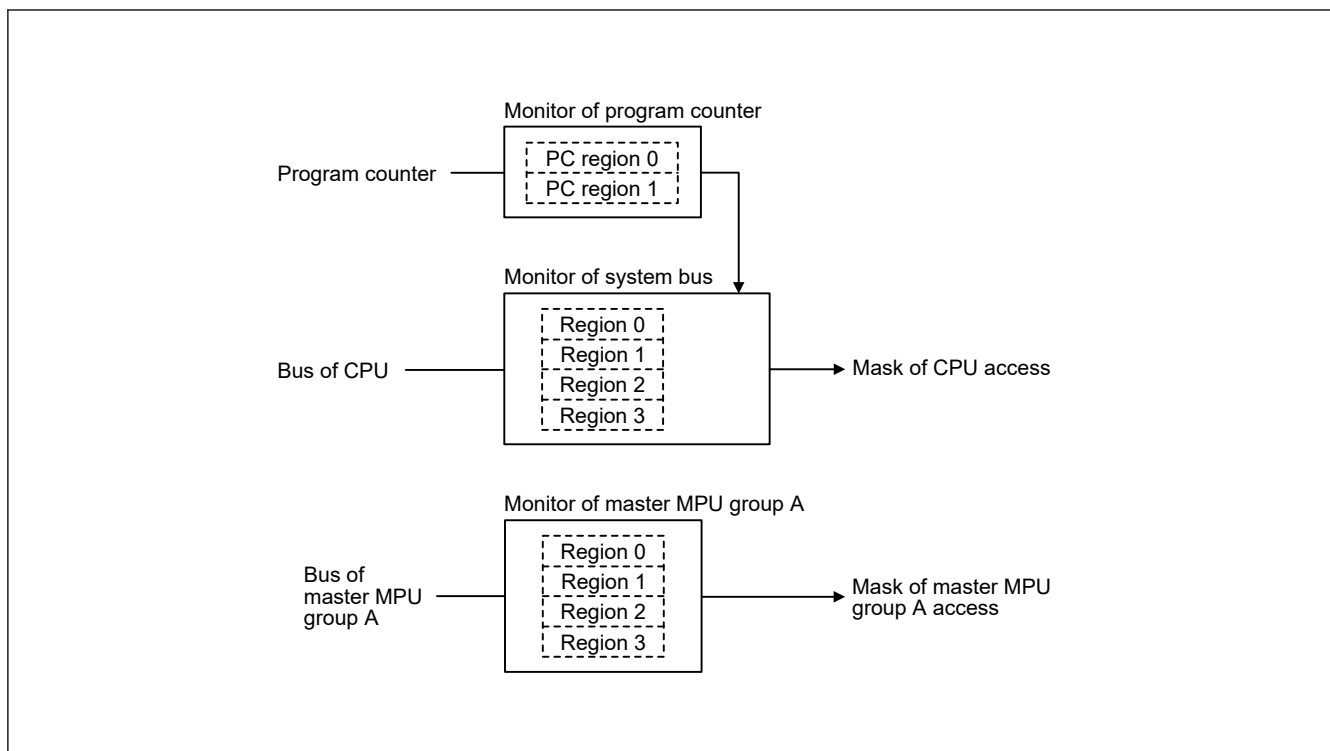 Monitor of program counter
Program counter
PC region 0
PC region 1
Monitor of system bus
Bus of CPU
Region 0
Region 1
Region 2
Region 3
Mask of CPU access
Monitor of master MPU group A
Bus of
master MPU
group A
Region 0
Region 1
Region 2
Region 3
Mask of master MPU
group A access